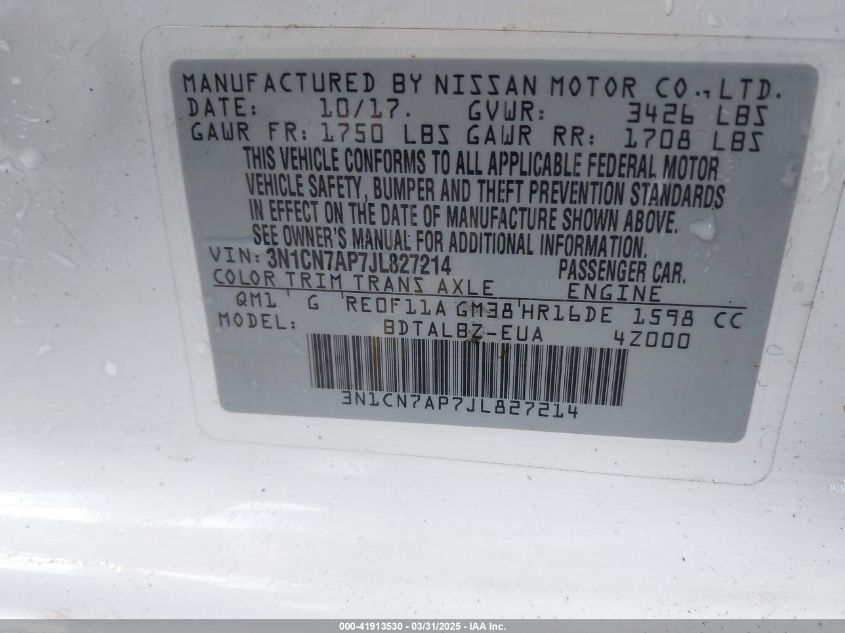 MANUFACTURED BY NISSAN MOTOR CO., LTD.
DATE: 10/17. GVWR: 3426 LBS
GAWR FR: 1750 LBS GAWR RR: 1708 LBS
THIS VEHICLE CONFORMS TO ALL APPLICABLE FEDERAL MOTOR
VEHICLE SAFETY, BUMPER AND THEFT PREVENTION STANDARDS
IN EFFECT ON THE DATE OF MANUFACTURE SHOWN ABOVE.
SEE OWNER'S MANUAL FOR ADDITIONAL INFORMATION.
VIN: 3N1CN7AP7JL827214 PASSENGER CAR.
COLOR TRIM TRANS AXLE ENGINE
QM1 G RE0F11A GM38 HR16DE 1598 CC
MODEL: BDTALBZ-EUA 4Z000
3N1CN7AP7JL827214
000-41913530 - 03/31/2025 - IAA Inc.